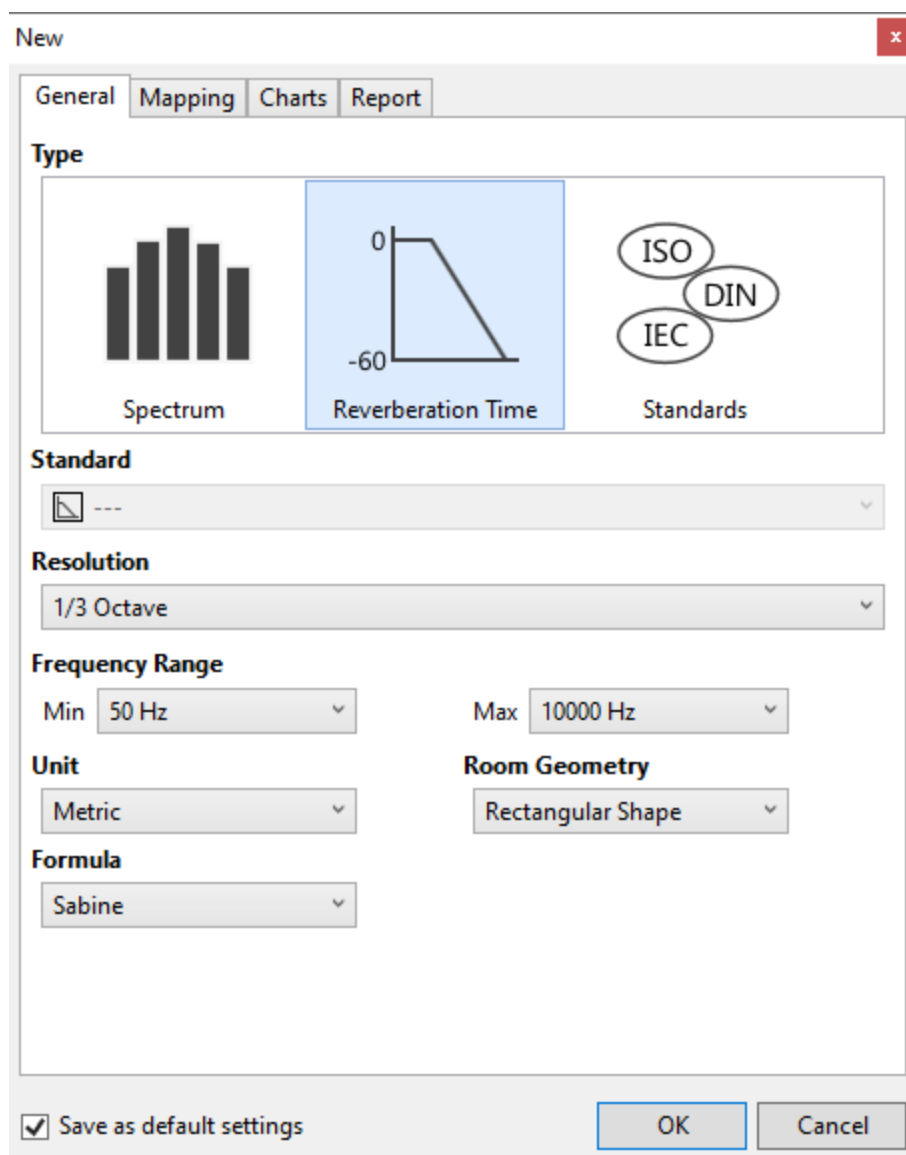 New
x
General Mapping Charts Report
Type
0
-60
Spectrum
Reverberation Time
ISO
DIN
IEC
Standards
Standard
---
Resolution
1/3 Octave
Frequency Range
Min 50 Hz Max 10000 Hz
Unit Room Geometry
Metric Rectangular Shape
Formula
Sabine
Save as default settings OK Cancel